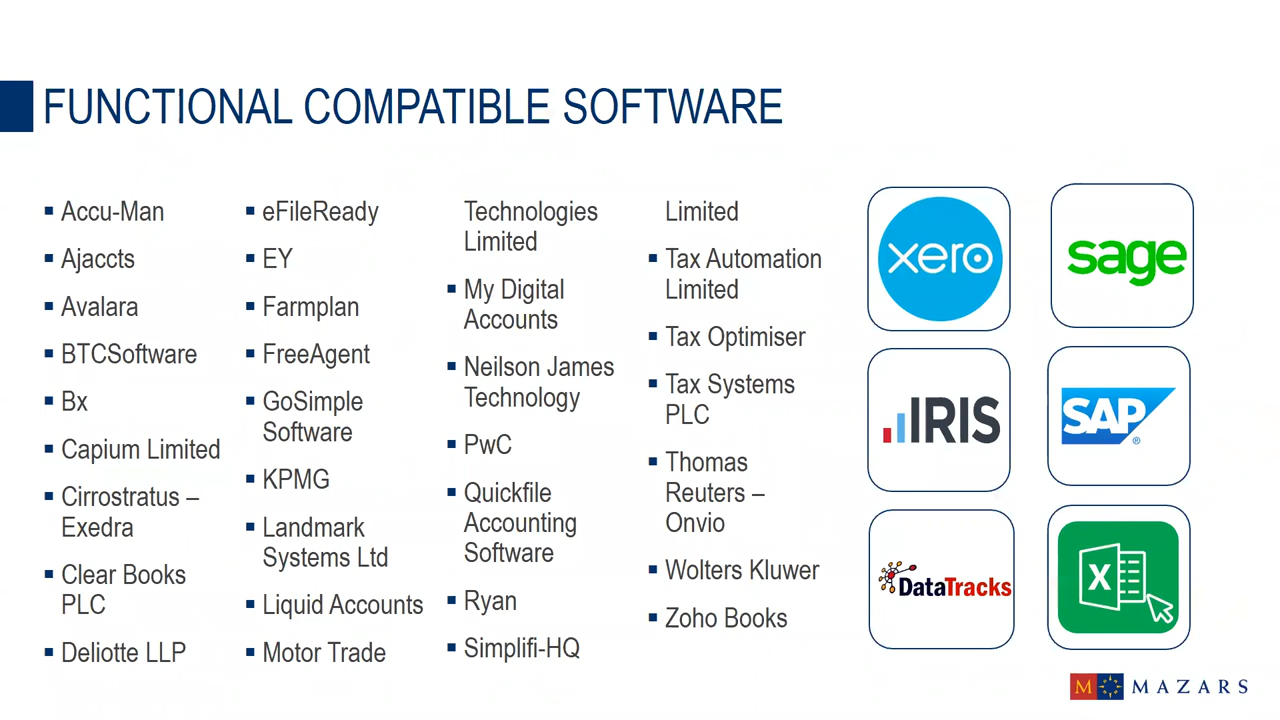 FUNCTIONAL COMPATIBLE SOFTWARE
Accu-Man
Ajaccts
Avalara
BTCSoftware
Bx
Capium Limited
Cirrostratus –
Exedra
Clear Books
PLC
Deliotte LLP
eFileReady
EY
Farmplan
FreeAgent
GoSimple
Software
KPMG
Landmark
Systems Ltd
Liquid Accounts
Motor Trade
Technologies
Limited
My Digital
Accounts
Neilson James
Technology
PwC
Quickfile
Accounting
Software
Ryan
Simplifi-HQ
Limited
Tax Automation
Limited
Tax Optimiser
Tax Systems
PLC
Thomas
Reuters –
Onvio
Wolters Kluwer
Zoho Books
xero
sage
IRIS
SAP®
DataTracks
X
M MAZARS